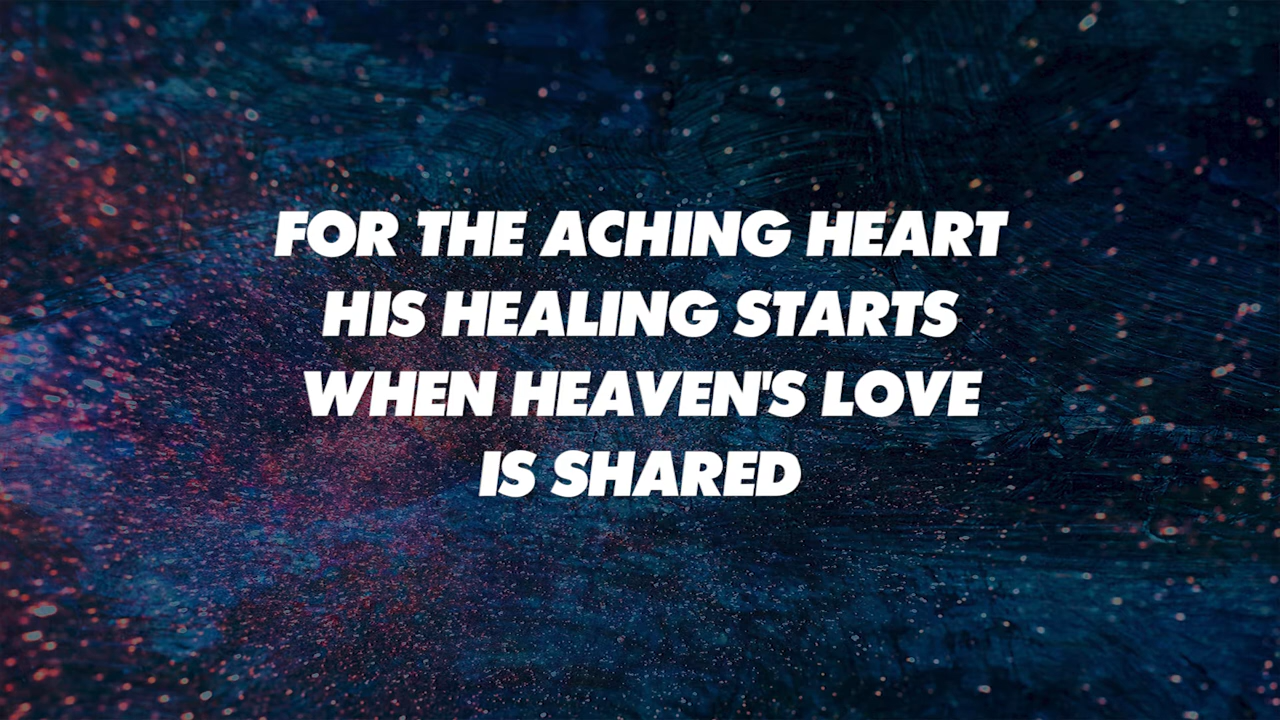 FOR THE ACHING HEART
HIS HEALING STARTS
WHEN HEAVEN'S LOVE
IS SHARED